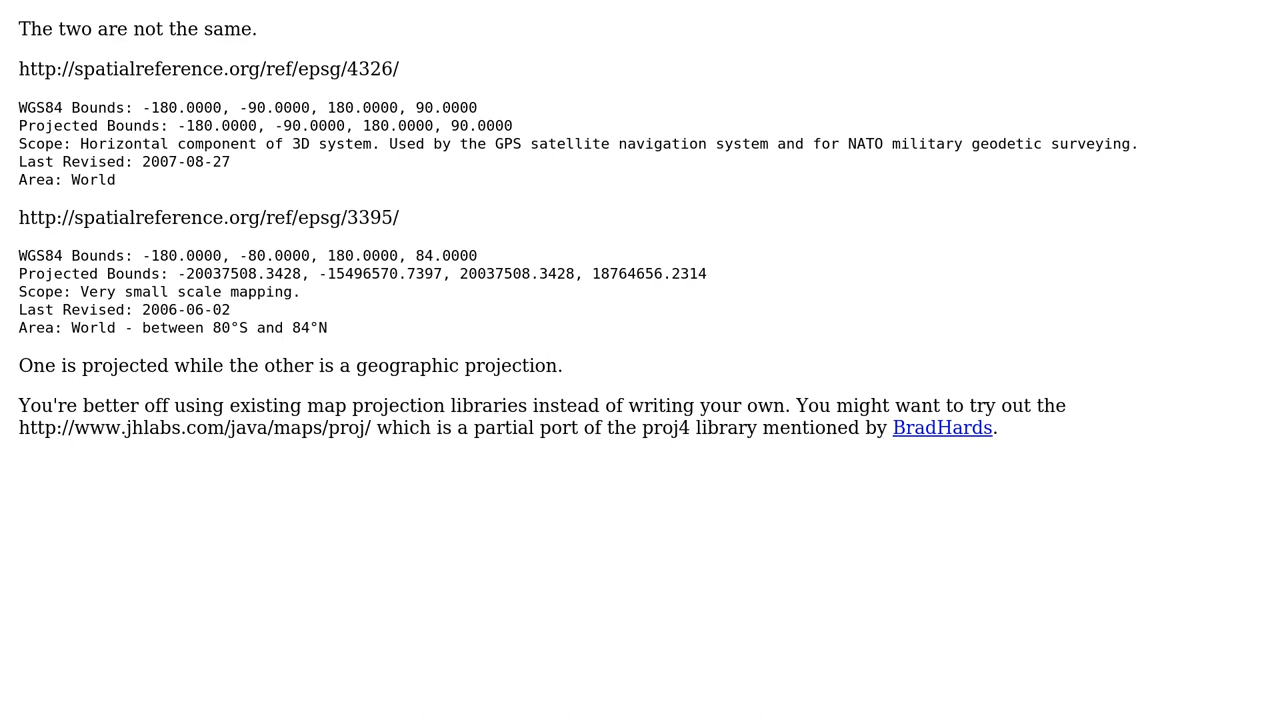 The two are not the same.
http://spatialreference.org/ref/epsg/4326/
WGS84 Bounds: -180.0000, -90.0000, 180.0000, 90.0000
Projected Bounds: -180.0000, -90.0000, 180.0000, 90.0000
Scope: Horizontal component of 3D system. Used by the GPS satellite navigation system and for NATO military geodetic surveying.
Last Revised: 2007-08-27
Area: World
http://spatialreference.org/ref/epsg/3395/
WGS84 Bounds: -180.0000, -80.0000, 180.0000, 84.0000
Projected Bounds: -20037508.3428, -15496570.7397, 20037508.3428, 18764656.2314
Scope: Very small scale mapping.
Last Revised: 2006-06-02
Area: World - between 80°S and 84°N
One is projected while the other is a geographic projection.
You're better off using existing map projection libraries instead of writing your own. You might want to try out the
http://www.jhlabs.com/java/maps/proj/ which is a partial port of the proj4 library mentioned by BradHards.